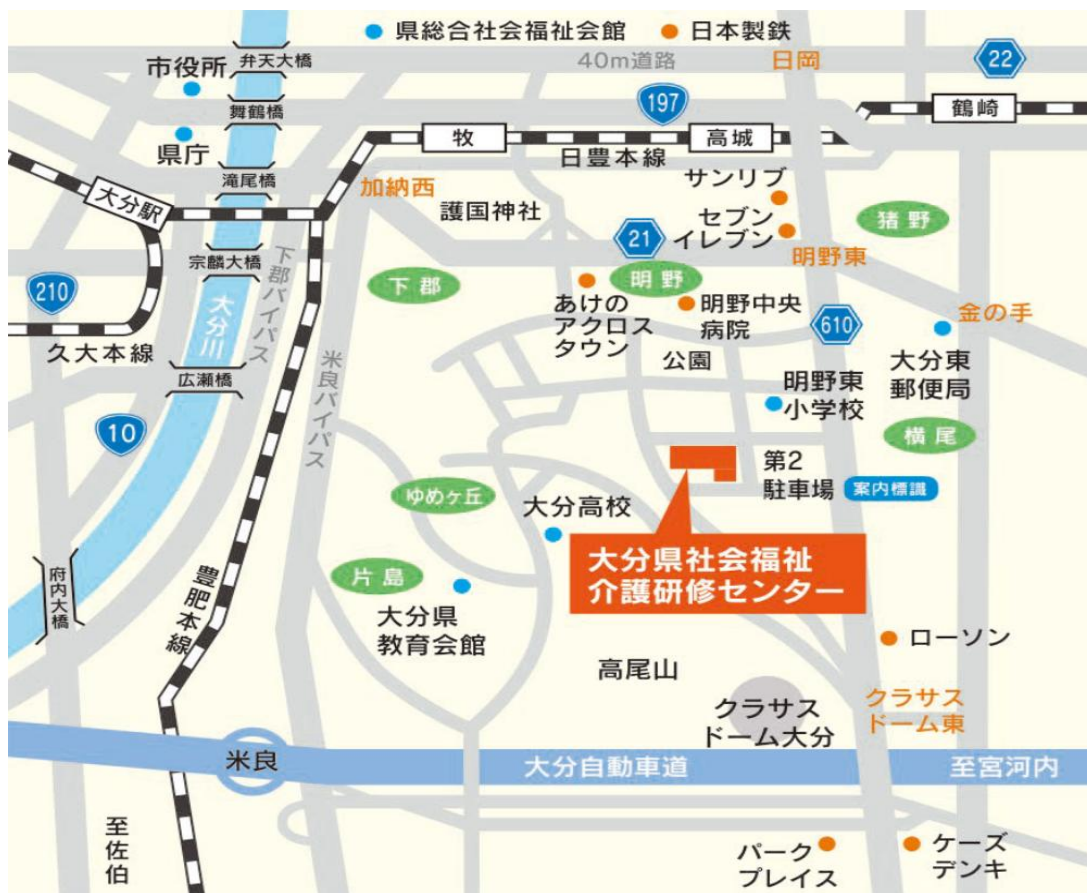 県総合社会福祉会館
日本製鉄
弁天大橋
40m道路
日岡
22
市役所
舞鶴橋
197
鶴崎
県庁
牧
日豊本線
高城
滝尾橋
加納西
サンリブ
大分駅
護国神社
セブン
イレブン
猪野
21
宗麟大橋
下郡バイパス
明野東
210
下郡
明野
大分川
あけの
アクロス
タウン
明野中央
病院
610
金の手
久大本線
公園
大分東
郵便局
広瀬橋
米良バイパス
明野東
小学校
10
横尾
第2
駐車場
案内標識
ゆめヶ丘
大分高校
大分県社会福祉
介護研修センター
府内大橋
豊肥本線
片島
大分県
教育会館
ローソン
高尾山
クラサス
ドーム大分
クラサス
ドーム東
米良
大分自動車道
至宮河内
至佐伯
パーク
プレイス
ケーズ
デンキ